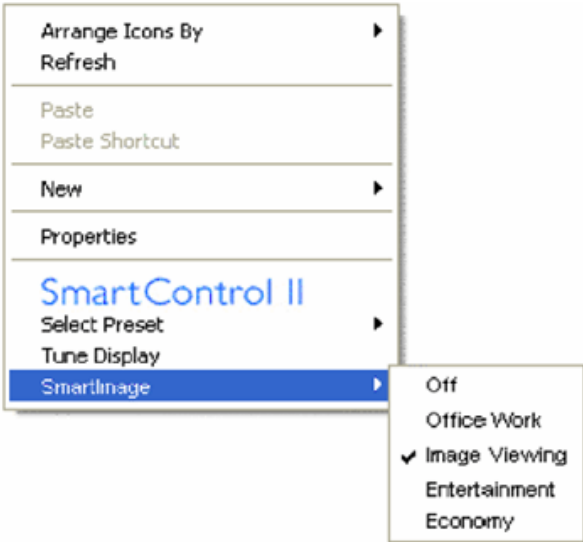 Arrange Icons By
Refresh
Paste
Paste Shortcut
New
Properties
SmartControl II
Select Preset
Tune Display
SmartImage
Off
Office Work
Image Viewing
Entertainment
Economy